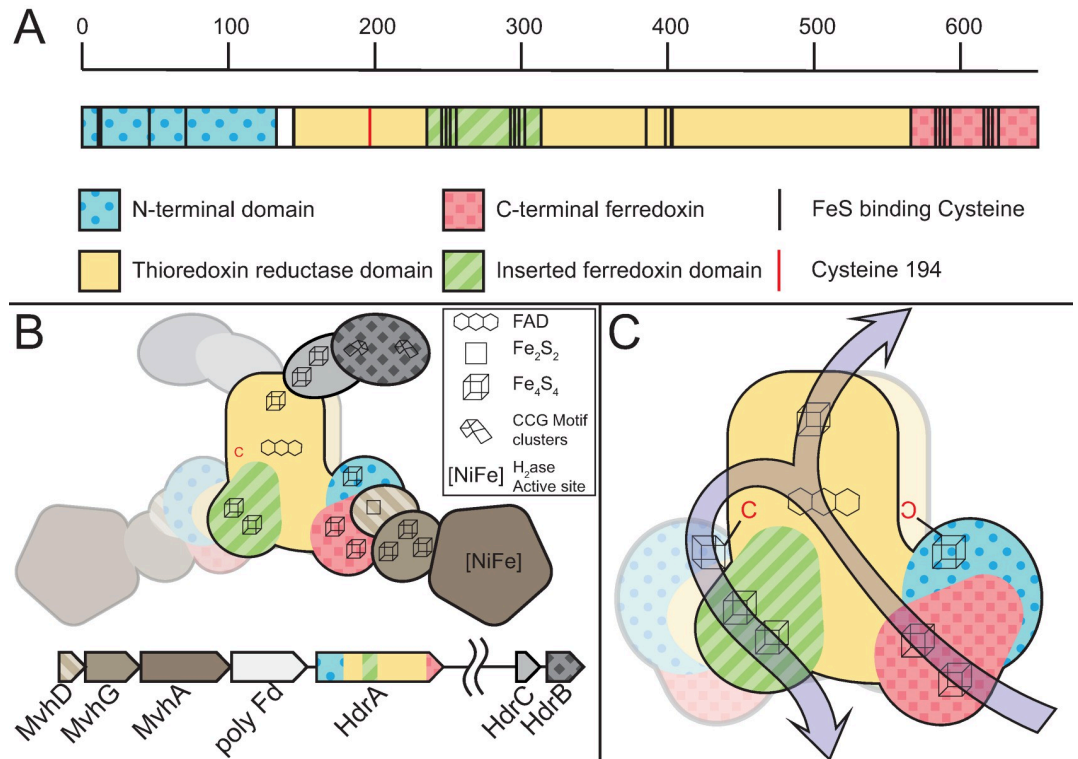 A
0 100 200 300 400 500 600
N-terminal domain
C-terminal ferredoxin
FeS binding Cysteine
Thioredoxin reductase domain
Inserted ferredoxin domain
Cysteine 194
B
C
FAD
Fe2S2
Fe4S4
CCG Motif
clusters
[NiFe]
H2ase
Active site
[NiFe]
MvhD
MvhG
MvhA
poly Fd
HdrA
HdrC
HdrB
C
C
C